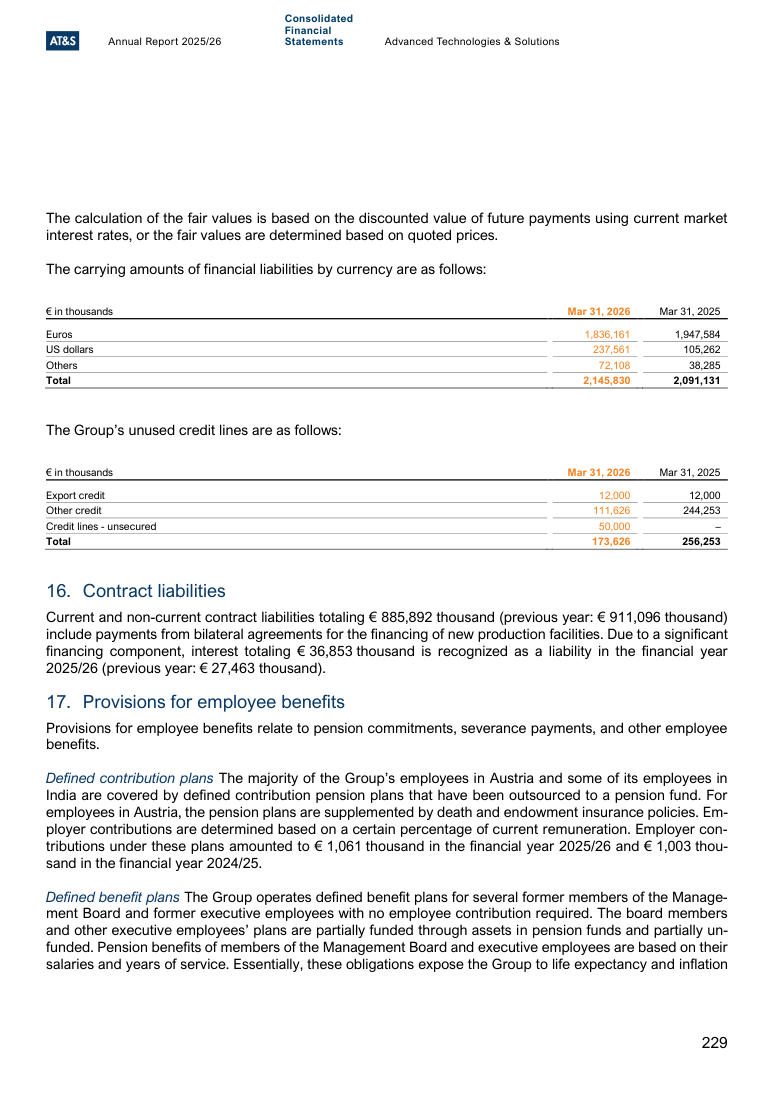 Consolidated
Financial
Statements
AT&S Annual Report 2025/26 Advanced Technologies & Solutions
The calculation of the fair values is based on the discounted value of future payments using current market
interest rates, or the fair values are determined based on quoted prices.
The carrying amounts of financial liabilities by currency are as follows:
€ in thousands Mar 31, 2026 Mar 31, 2025
Euros 1,836,161 1,947,584
US dollars 237,561 105,262
Others 72,108 38,285
Total 2,145,830 2,091,131
The Group’s unused credit lines are as follows:
€ in thousands Mar 31, 2026 Mar 31, 2025
Export credit 12,000 12,000
Other credit 111,626 244,253
Credit lines - unsecured 50,000 –
Total 173,626 256,253
16. Contract liabilities
Current and non-current contract liabilities totaling € 885,892 thousand (previous year: € 911,096 thousand)
include payments from bilateral agreements for the financing of new production facilities. Due to a significant
financing component, interest totaling € 36,853 thousand is recognized as a liability in the financial year
2025/26 (previous year: € 27,463 thousand).
17. Provisions for employee benefits
Provisions for employee benefits relate to pension commitments, severance payments, and other employee
benefits.
Defined contribution plans The majority of the Group’s employees in Austria and some of its employees in
India are covered by defined contribution pension plans that have been outsourced to a pension fund. For
employees in Austria, the pension plans are supplemented by death and endowment insurance policies. Em-
ployer contributions are determined based on a certain percentage of current remuneration. Employer con-
tributions under these plans amounted to € 1,061 thousand in the financial year 2025/26 and € 1,003 thou-
sand in the financial year 2024/25.
Defined benefit plans The Group operates defined benefit plans for several former members of the Manage-
ment Board and former executive employees with no employee contribution required. The board members
and other executive employees’ plans are partially funded through assets in pension funds and partially un-
funded. Pension benefits of members of the Management Board and executive employees are based on their
salaries and years of service. Essentially, these obligations expose the Group to life expectancy and inflation
229